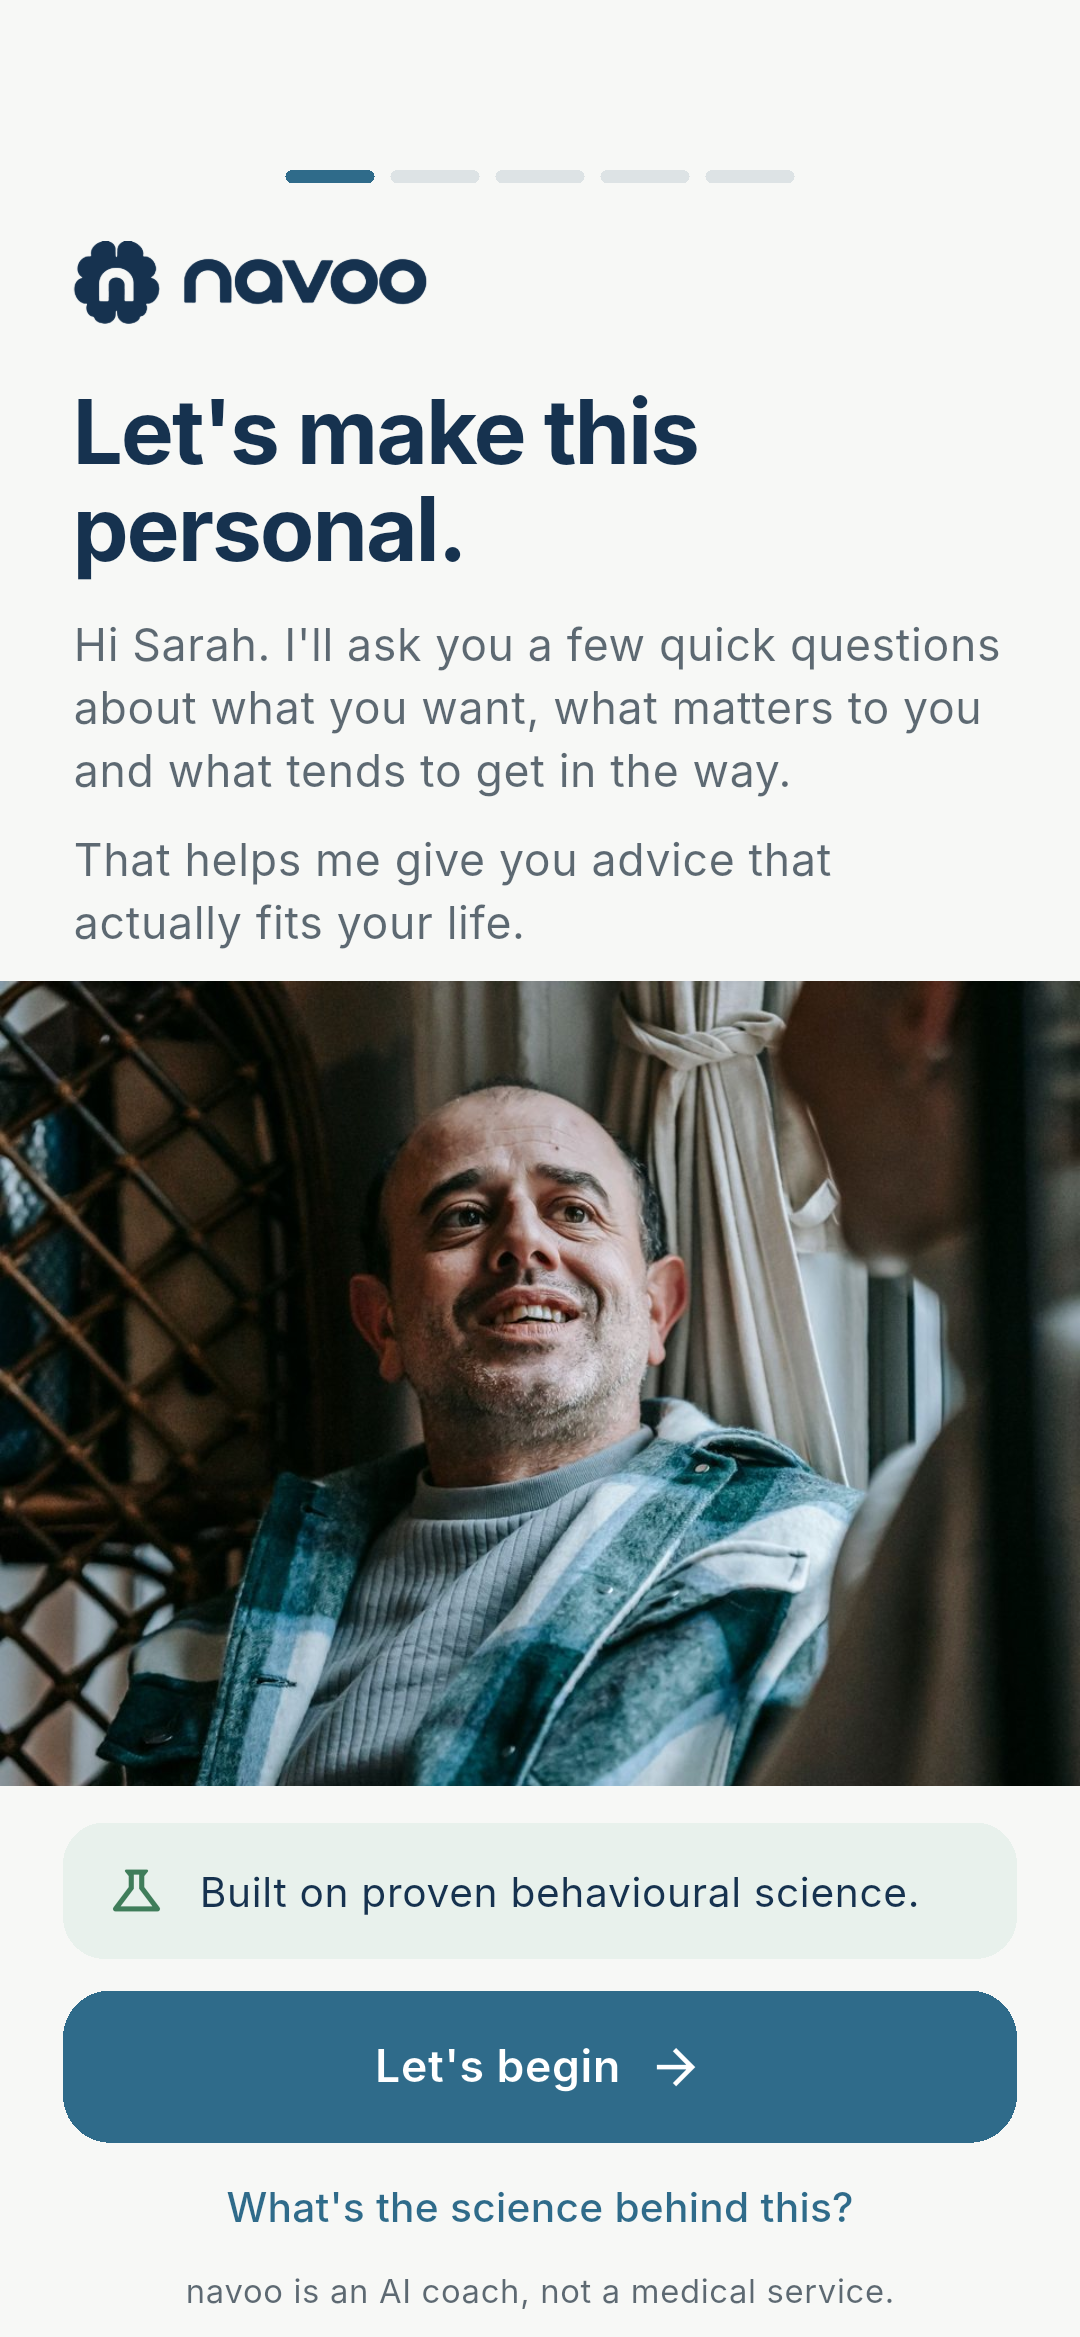 navoo
Let's make this
personal.
Hi Sarah. I'll ask you a few quick questions
about what you want, what matters to you
and what tends to get in the way.
That helps me give you advice that
actually fits your life.
Built on proven behavioural science.
Let's begin →
What's the science behind this?
navoo is an AI coach, not a medical service.